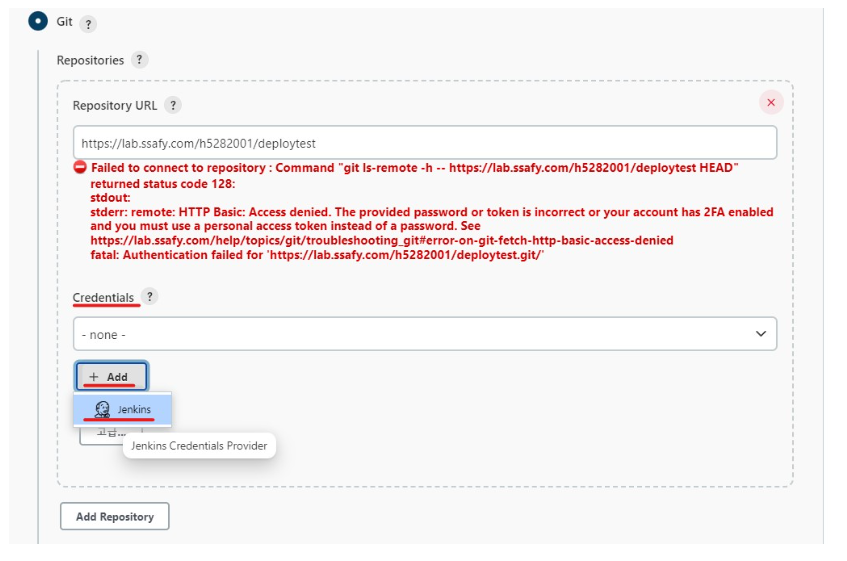 Git ?
Repositories ?
Repository URL ?
×
https://lab.ssafy.com/h5282001/deploytest
Failed to connect to repository : Command "git ls-remote -h -- https://lab.ssafy.com/h5282001/deploytest HEAD"
returned status code 128:
stdout:
stderr: remote: HTTP Basic: Access denied. The provided password or token is incorrect or your account has 2FA enabled
and you must use a personal access token instead of a password. See
https://lab.ssafy.com/help/topics/git/troubleshooting_git#error-on-git-fetch-http-basic-access-denied
fatal: Authentication failed for 'https://lab.ssafy.com/h5282001/deploytest.git/'
Credentials ?
- none -
+ Add
Jenkins
고급...
Jenkins Credentials Provider
Add Repository